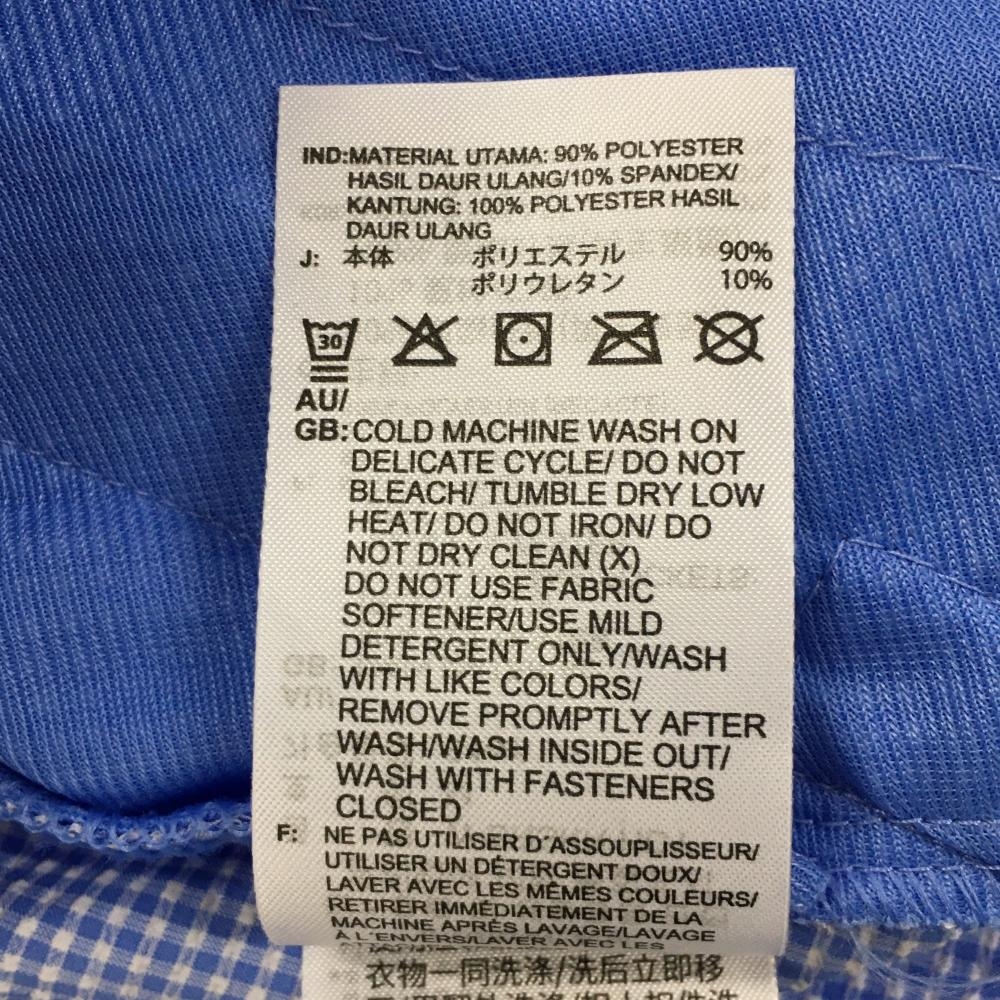 IND:MATERIAL UTAMA: 90% POLYESTER
HASIL DAUR ULANG/10% SPANDEX/
KANTUNG: 100% POLYESTER HASIL
DAUR ULANG
J: 本体 ポリエステル 90%
ポリウレタン 10%
30
AU/
GB:COLD MACHINE WASH ON
DELICATE CYCLE/ DO NOT
BLEACH/ TUMBLE DRY LOW
HEAT/ DO NOT IRON/ DO
NOT DRY CLEAN (X)
DO NOT USE FABRIC
SOFTENER/USE MILD
DETERGENT ONLY/WASH
WITH LIKE COLORS/
REMOVE PROMPTLY AFTER
WASH/WASH INSIDE OUT/
WASH WITH FASTENERS
CLOSED
F: NE PAS UTILISER D´ASSOUPLISSEUR/
UTILISER UN DÉTERGENT DOUX/
LAVER AVEC LES MÊMES COULEURS/
RETIRER IMMÉDIATEMENT DE LA
MACHINE APRÈS LAVAGE/LAVAGE
À L´ENVERS/LAVER AVEC LES
衣物一同洗涤/洗后立即移